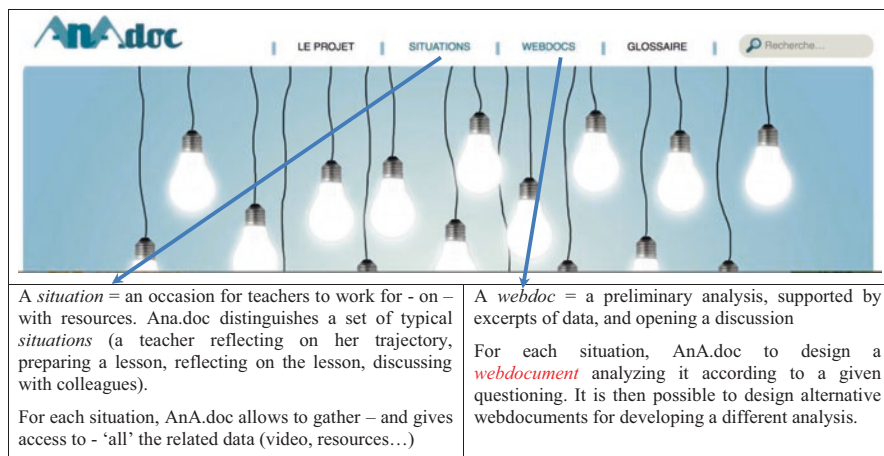 AnA.doc
LE PROJET
SITUATIONS
WEBDOCS
GLOSSAIRE
Recherche...
A situation = an occasion for teachers to work for - on –
with resources. Ana.doc distinguishes a set of typical
situations (a teacher reflecting on her trajectory,
preparing a lesson, reflecting on the lesson, discussing
with colleagues).
For each situation, AnA.doc allows to gather – and gives
access to - ‘all’ the related data (video, resources…)
A webdoc = a preliminary analysis, supported by
excerpts of data, and opening a discussion
For each situation, AnA.doc to design a
webdocument analyzing it according to a given
questioning. It is then possible to design alternative
webdocuments for developing a different analysis.